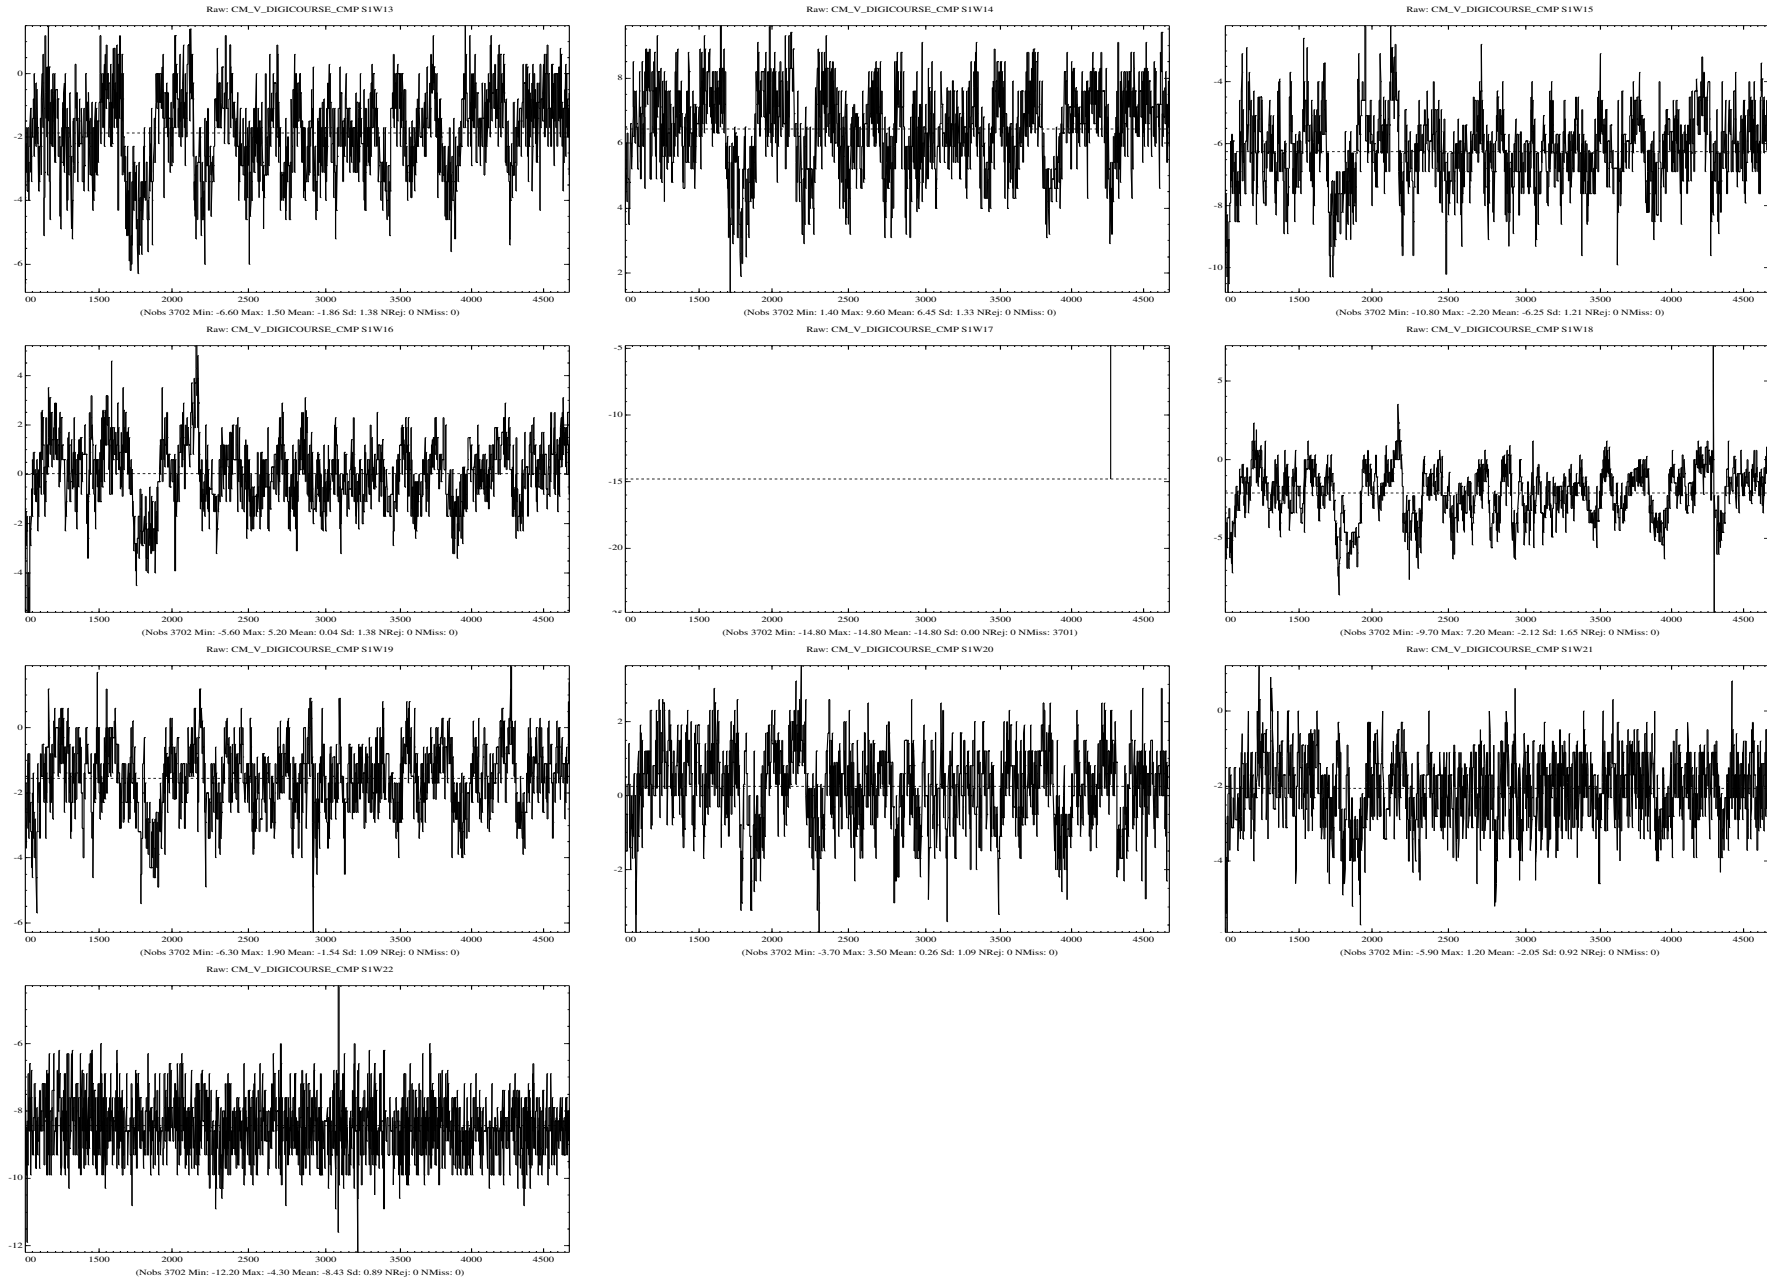 Raw: CM_V_DIGICOURSE_CMP S1W13
0
-2
-4
-6
00 1500 2000 2500 3000 3500 4000 4500
(Nobs 3702 Min: -6.60 Max: 1.50 Mean: -1.86 Sd: 1.38 NRej: 0 NMiss: 0)
Raw: CM_V_DIGICOURSE_CMP S1W14
8
6
4
2
00 1500 2000 2500 3000 3500 4000 4500
(Nobs 3702 Min: 1.40 Max: 9.60 Mean: 6.45 Sd: 1.33 NRej: 0 NMiss: 0)
Raw: CM_V_DIGICOURSE_CMP S1W15
-4
-6
-8
-10
00 1500 2000 2500 3000 3500 4000 4500
(Nobs 3702 Min: -10.80 Max: -2.20 Mean: -6.25 Sd: 1.21 NRej: 0 NMiss: 0)
Raw: CM_V_DIGICOURSE_CMP S1W16
4
2
0
-2
-4
00 1500 2000 2500 3000 3500 4000 4500
(Nobs 3702 Min: -5.60 Max: 5.20 Mean: 0.04 Sd: 1.38 NRej: 0 NMiss: 0)
Raw: CM_V_DIGICOURSE_CMP S1W17
-5
-10
-15
-20
25
00 1500 2000 2500 3000 3500 4000 4500
(Nobs 3702 Min: -14.80 Max: -14.80 Mean: -14.80 Sd: 0.00 NRej: 0 NMiss: 3701)
Raw: CM_V_DIGICOURSE_CMP S1W18
5
0
-5
00 1500 2000 2500 3000 3500 4000 4500
(Nobs 3702 Min: -9.70 Max: 7.20 Mean: -2.12 Sd: 1.65 NRej: 0 NMiss: 0)
Raw: CM_V_DIGICOURSE_CMP S1W19
0
-2
-4
-6
00 1500 2000 2500 3000 3500 4000 4500
(Nobs 3702 Min: -6.30 Max: 1.90 Mean: -1.54 Sd: 1.09 NRej: 0 NMiss: 0)
Raw: CM_V_DIGICOURSE_CMP S1W20
2
0
-2
00 1500 2000 2500 3000 3500 4000 4500
(Nobs 3702 Min: -3.70 Max: 3.50 Mean: 0.26 Sd: 1.09 NRej: 0 NMiss: 0)
Raw: CM_V_DIGICOURSE_CMP S1W21
0
-2
-4
00 1500 2000 2500 3000 3500 4000 4500
(Nobs 3702 Min: -5.90 Max: 1.20 Mean: -2.05 Sd: 0.92 NRej: 0 NMiss: 0)
Raw: CM_V_DIGICOURSE_CMP S1W22
-6
-8
-10
-12
00 1500 2000 2500 3000 3500 4000 4500
(Nobs 3702 Min: -12.20 Max: -4.30 Mean: -8.43 Sd: 0.89 NRej: 0 NMiss: 0)